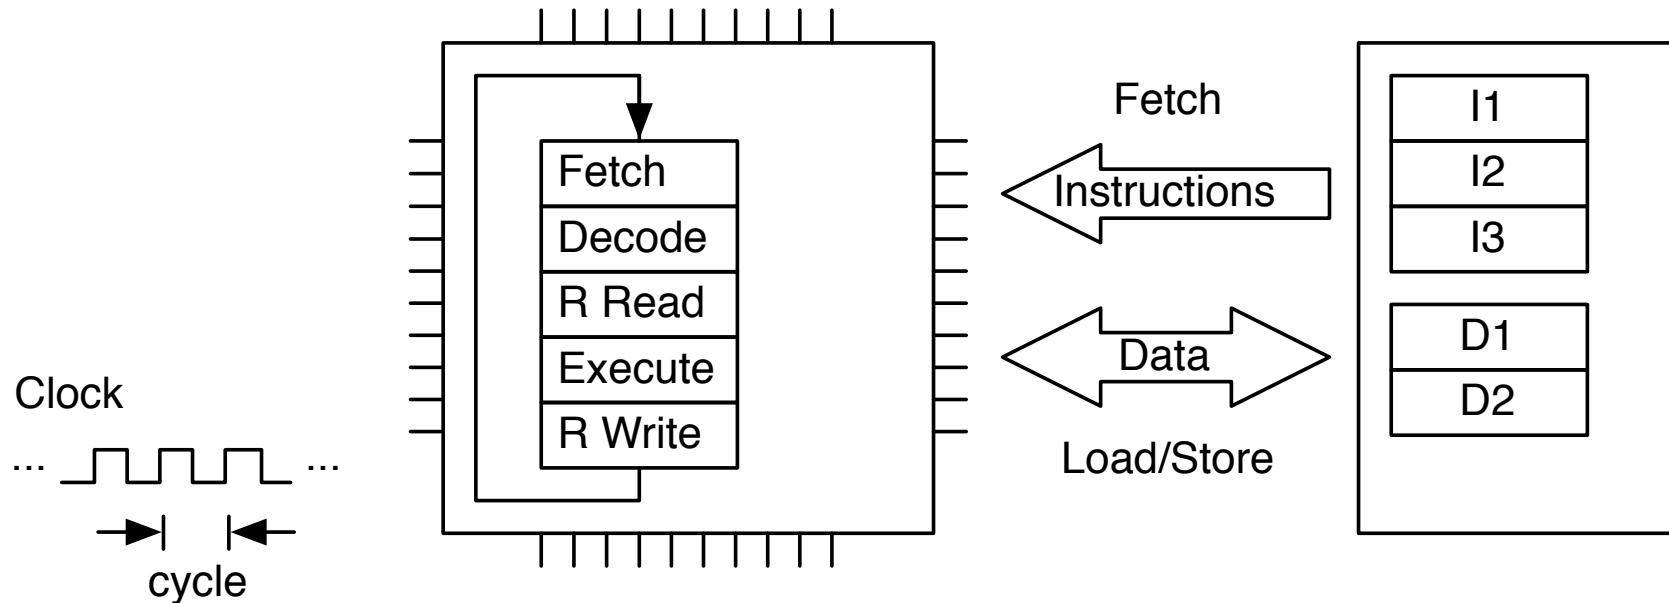 Clock
...
...
cycle
Fetch
Decode
R Read
Execute
R Write
Fetch
Instructions
Data
Load/Store
I1
I2
I3
D1
D2